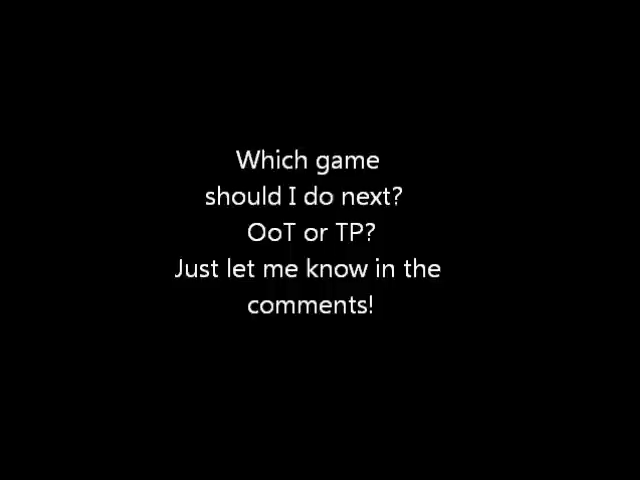 Which game
should I do next?
OoT or TP?
Just let me know in the
comments!